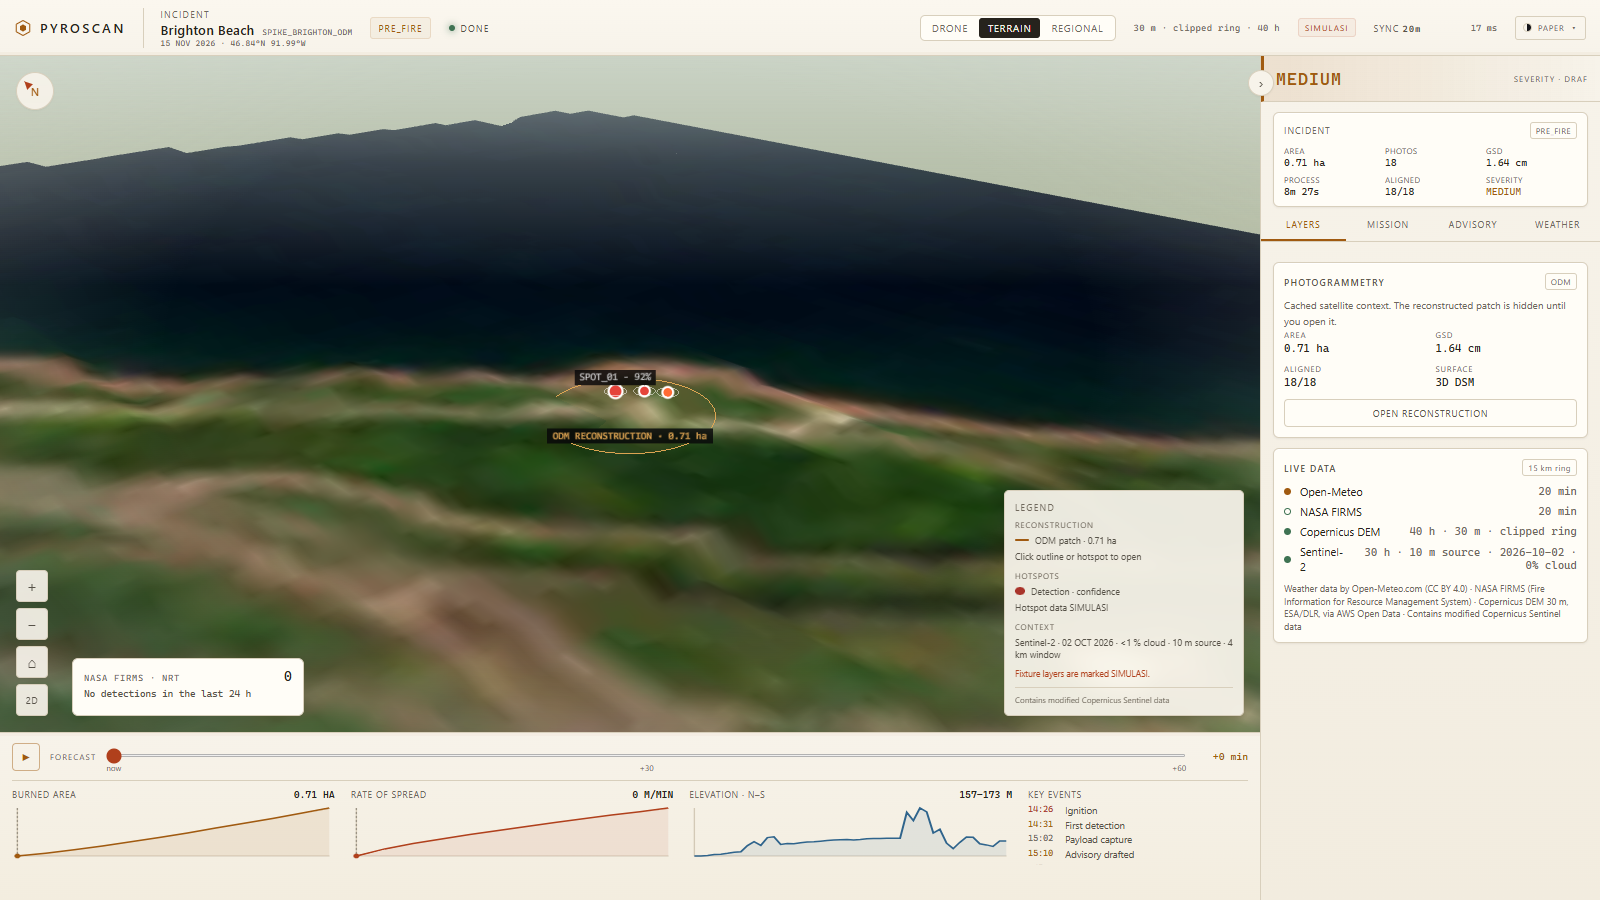 PYROSCAN
INCIDENT
Brighton Beach SPIKE_BRIGHTON_ODM
15 NOV 2026 · 46.84°N 91.99°W
PRE_FIRE
DONE
DRONE TERRAIN REGIONAL
30 m · clipped ring · 40 h
SIMULASI
SYNC 20m
17 ms
PAPER
N
SPOT_01 - 92%
ODM RECONSTRUCTION · 0.71 ha
+
−
2D
NASA FIRMS · NRT 0
No detections in the last 24 h
LEGEND
RECONSTRUCTION
ODM patch · 0.71 ha
Click outline or hotspot to open
HOTSPOTS
Detection · confidence
Hotspot data SIMULASI
CONTEXT
Sentinel-2 · 02 OCT 2026 · <1 % cloud · 10 m source · 4
km window
Fixture layers are marked SIMULASI.
Contains modified Copernicus Sentinel data
›
MEDIUM
SEVERITY · DRAF
INCIDENT PRE_FIRE
AREA PHOTOS GSD
0.71 ha 18 1.64 cm
PROCESS ALIGNED SEVERITY
8m 27s 18/18 MEDIUM
LAYERS MISSION ADVISORY WEATHER
PHOTOGRAMMETRY ODM
Cached satellite context. The reconstructed patch is hidden until
you open it.
AREA GSD
0.71 ha 1.64 cm
ALIGNED SURFACE
18/18 3D DSM
OPEN RECONSTRUCTION
LIVE DATA 15 km ring
Open-Meteo 20 min
NASA FIRMS 20 min
Copernicus DEM 40 h · 30 m · clipped ring
Sentinel- 30 h · 10 m source · 2026-10-02 ·
2 0% cloud
Weather data by Open-Meteo.com (CC BY 4.0) · NASA FIRMS (Fire
Information for Resource Management System) · Copernicus DEM 30 m,
ESA/DLR, via AWS Open Data · Contains modified Copernicus Sentinel
data
FORECAST
+0 min
now +30 +60
BURNED AREA 0.71 HA
RATE OF SPREAD 0 M/MIN
ELEVATION · N–S 157–173 M
KEY EVENTS
14:26 Ignition
14:31 First detection
15:02 Payload capture
15:10 Advisory drafted